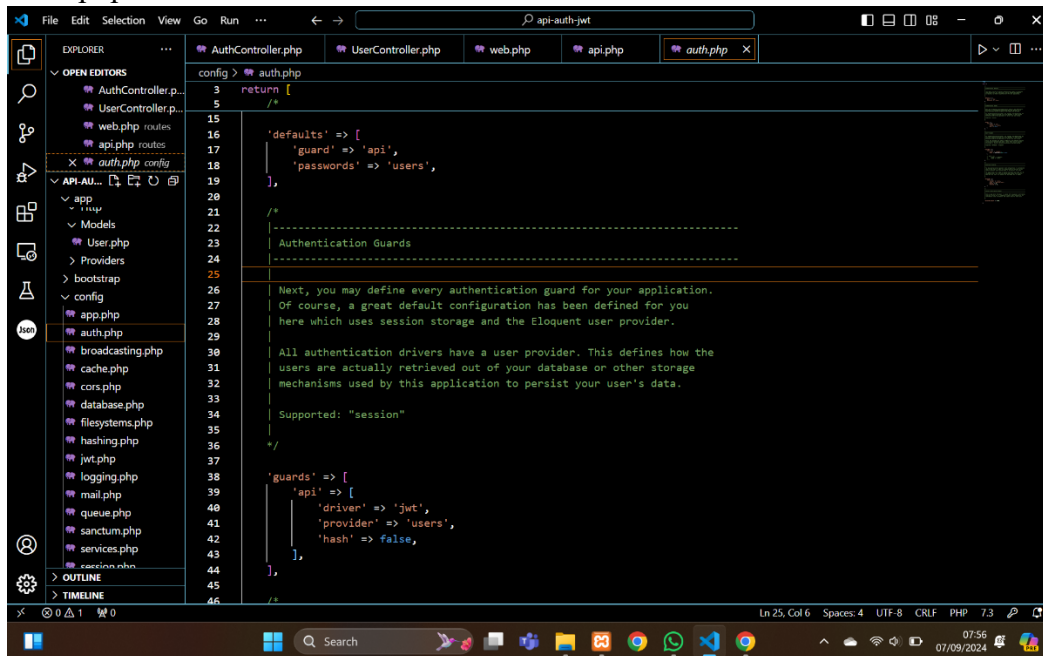 File Edit Selection View Go Run ··· api-auth-jwt
EXPLORER ···
OPEN EDITORS
AuthController.p...
UserController.p...
web.php routes
api.php routes
auth.php config
API-AU...
app
Http
Models
User.php
Providers
bootstrap
config
app.php
auth.php
broadcasting.php
cache.php
cors.php
database.php
filesystems.php
hashing.php
jwt.php
logging.php
mail.php
queue.php
sanctum.php
services.php
session.php
OUTLINE
TIMELINE
AuthController.php UserController.php web.php api.php auth.php
config > auth.php
3 return [
5 /*
15
16 'defaults' => [
17 'guard' => 'api',
18 'passwords' => 'users',
19 ],
20
21 /*
22 |--------------------------------------------------------------------------
23 | Authentication Guards
24 |--------------------------------------------------------------------------
25 |
26 | Next, you may define every authentication guard for your application.
27 | Of course, a great default configuration has been defined for you
28 | here which uses session storage and the Eloquent user provider.
29 |
30 | All authentication drivers have a user provider. This defines how the
31 | users are actually retrieved out of your database or other storage
32 | mechanisms used by this application to persist your user's data.
33 |
34 | Supported: "session"
35 |
36 */
37
38 'guards' => [
39 'api' => [
40 'driver' => 'jwt',
41 'provider' => 'users',
42 'hash' => false,
43 ],
44 ],
45
46 /*
0 1 0 Ln 25, Col 6 Spaces: 4 UTF-8 CRLF PHP 7.3
Search
07:56
07/09/2024